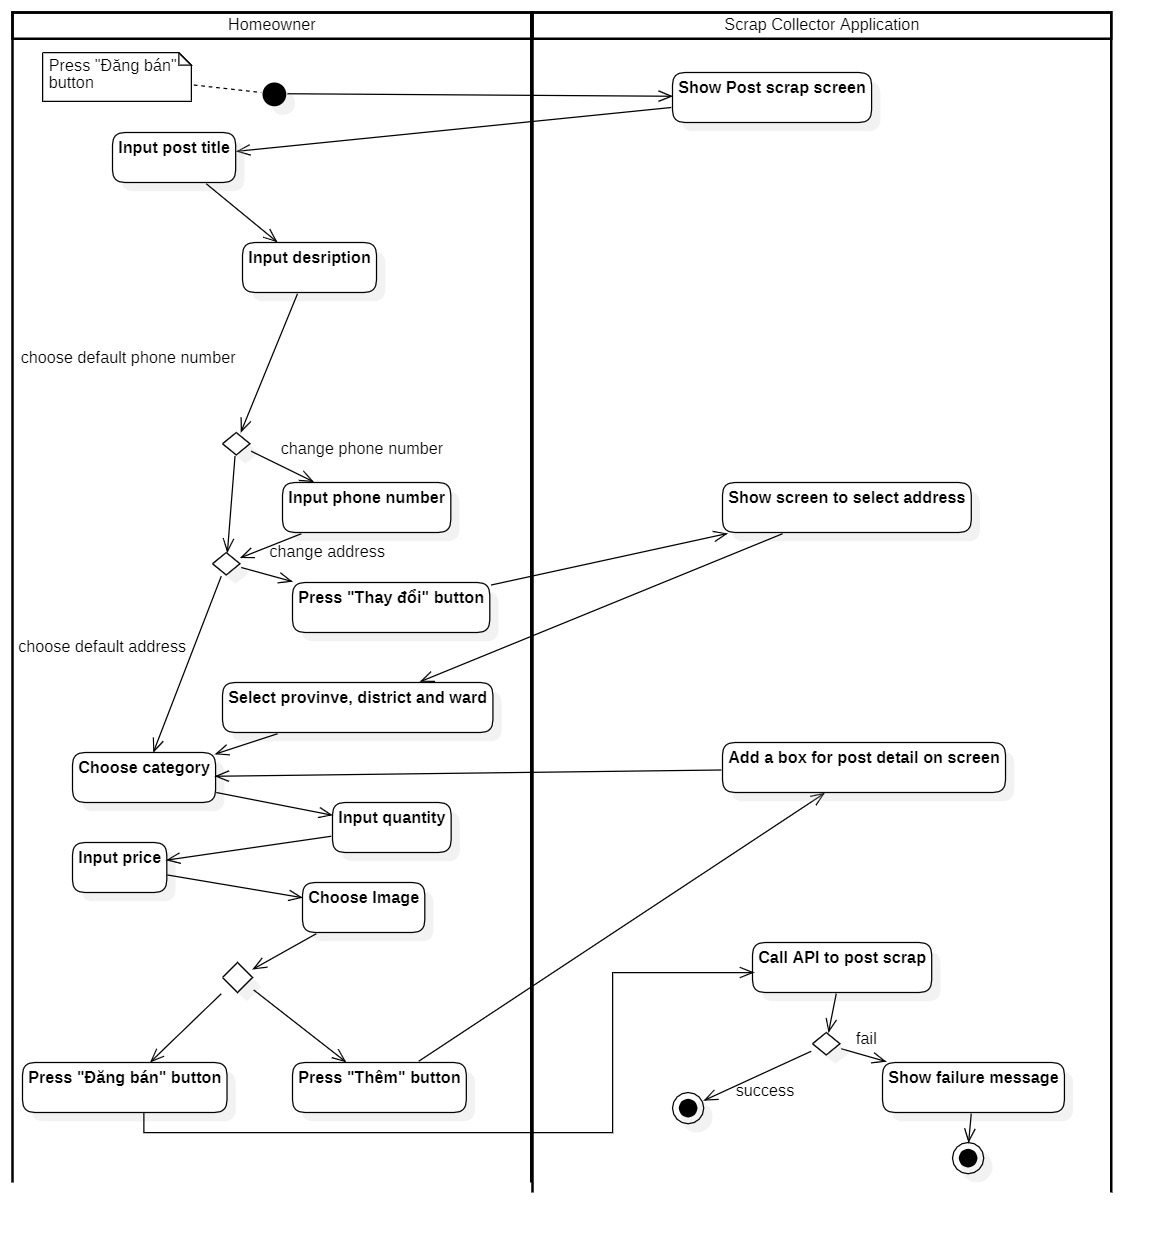 Homeowner
Scrap Collector Application
Press "Đăng bán"
button
Show Post scrap screen
Input post title
Input desription
choose default phone number
change phone number
Input phone number
Show screen to select address
change address
Press "Thay đổi" button
choose default address
Select provinve, district and ward
Choose category
Add a box for post detail on screen
Input quantity
Input price
Choose Image
Call API to post scrap
fail
Press "Đăng bán" button
Press "Thêm" button
Show failure message
success